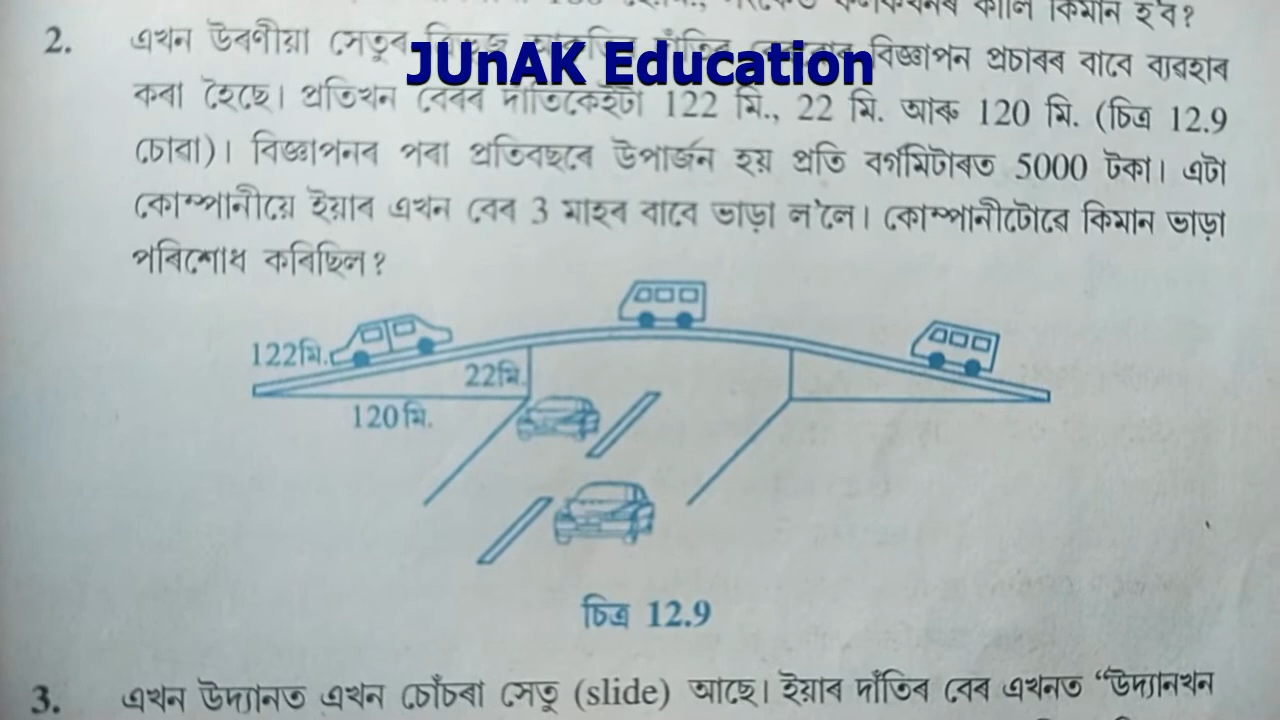 কিমান হ'ব?
2. এখন উৰণীয়া সেতুৰ JUnAK Education বিজ্ঞাপন প্ৰচাৰৰ বাবে ব্যৱহাৰ
কৰা হৈছে। প্ৰতিখন বেৰৰ দাঁতিকেইটা 122 মি., 22 মি. আৰু 120 মি. (চিত্ৰ 12.9
চোৱা)। বিজ্ঞাপনৰ পৰা প্ৰতিবছৰে উপাৰ্জন হয় প্ৰতি বৰ্গমিটাৰত 5000 টকা। এটা
কোম্পানীয়ে ইয়াৰ এখন বেৰ 3 মাহৰ বাবে ভাড়া ল'লে। কোম্পানীটোৱে কিমান ভাড়া
পৰিশোধ কৰিছিল?
122মি.
22মি.
120মি.
চিত্ৰ 12.9
3. এখন উদ্যানত এখন চোঁচৰা সেতু (slide) আছে। ইয়াৰ দাঁতিৰ বেৰ এখনত “উদ্যানখন